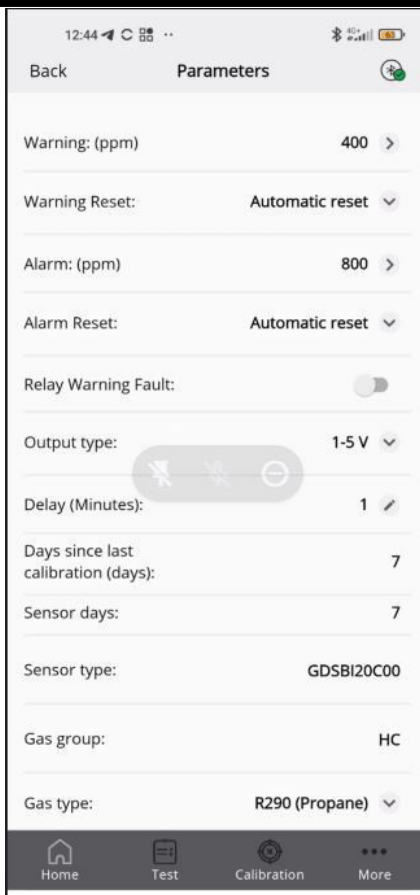 12:44
4G+
63
Back Parameters
Warning: (ppm) 400
Warning Reset: Automatic reset
Alarm: (ppm) 800
Alarm Reset: Automatic reset
Relay Warning Fault:
Output type: 1-5 V
Delay (Minutes): 1
Days since last
calibration (days): 7
Sensor days: 7
Sensor type: GDSBI20C00
Gas group: HC
Gas type: R290 (Propane)
Home Test Calibration More